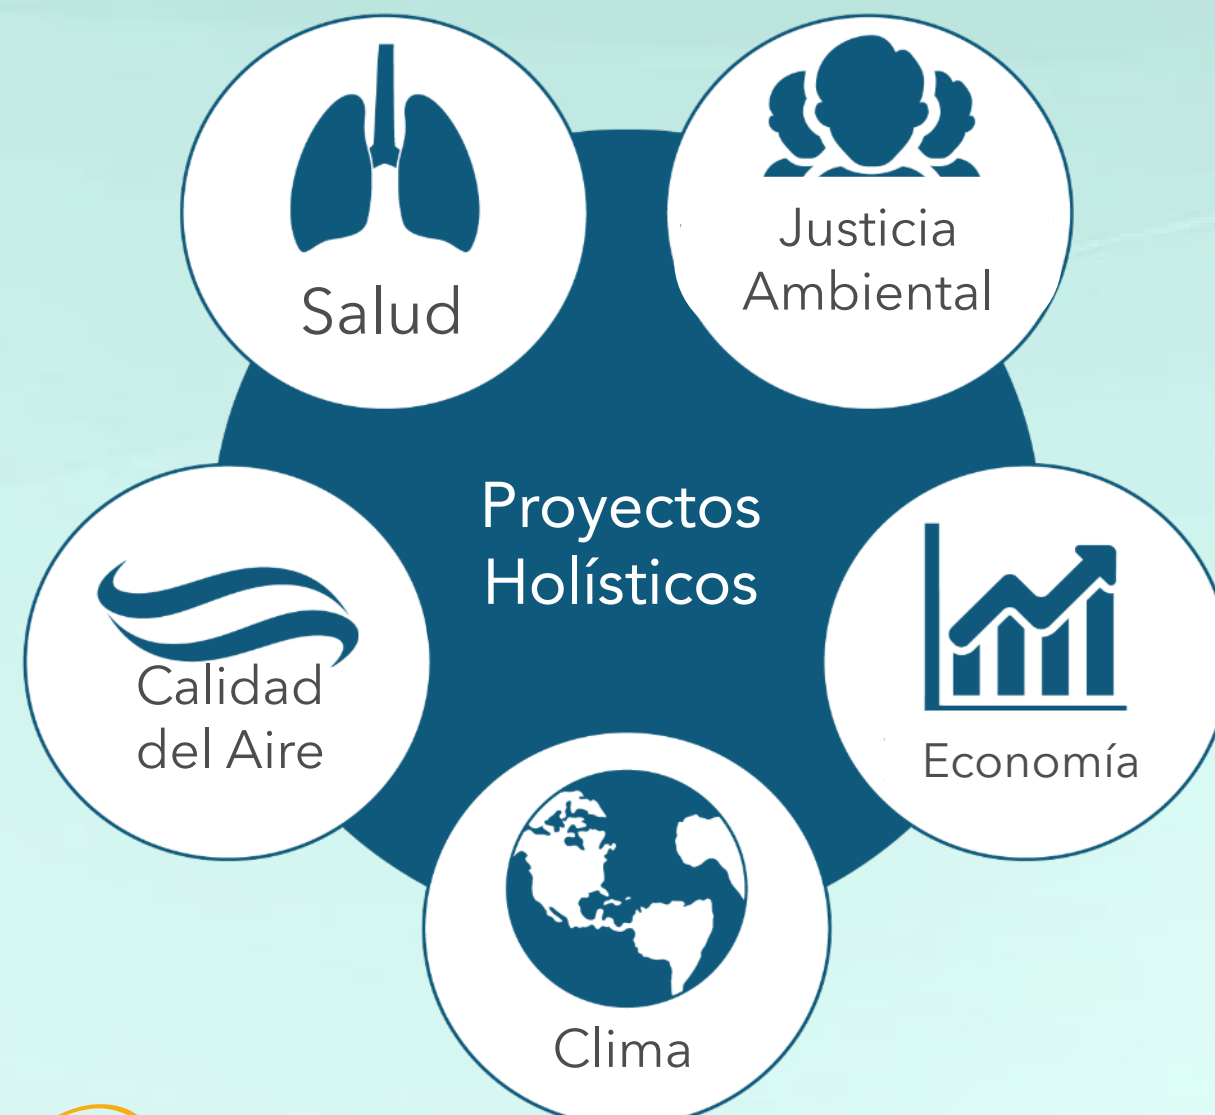 Salud
Justicia
Ambiental
Proyectos
Holísticos
Calidad
del Aire
Economía
Clima